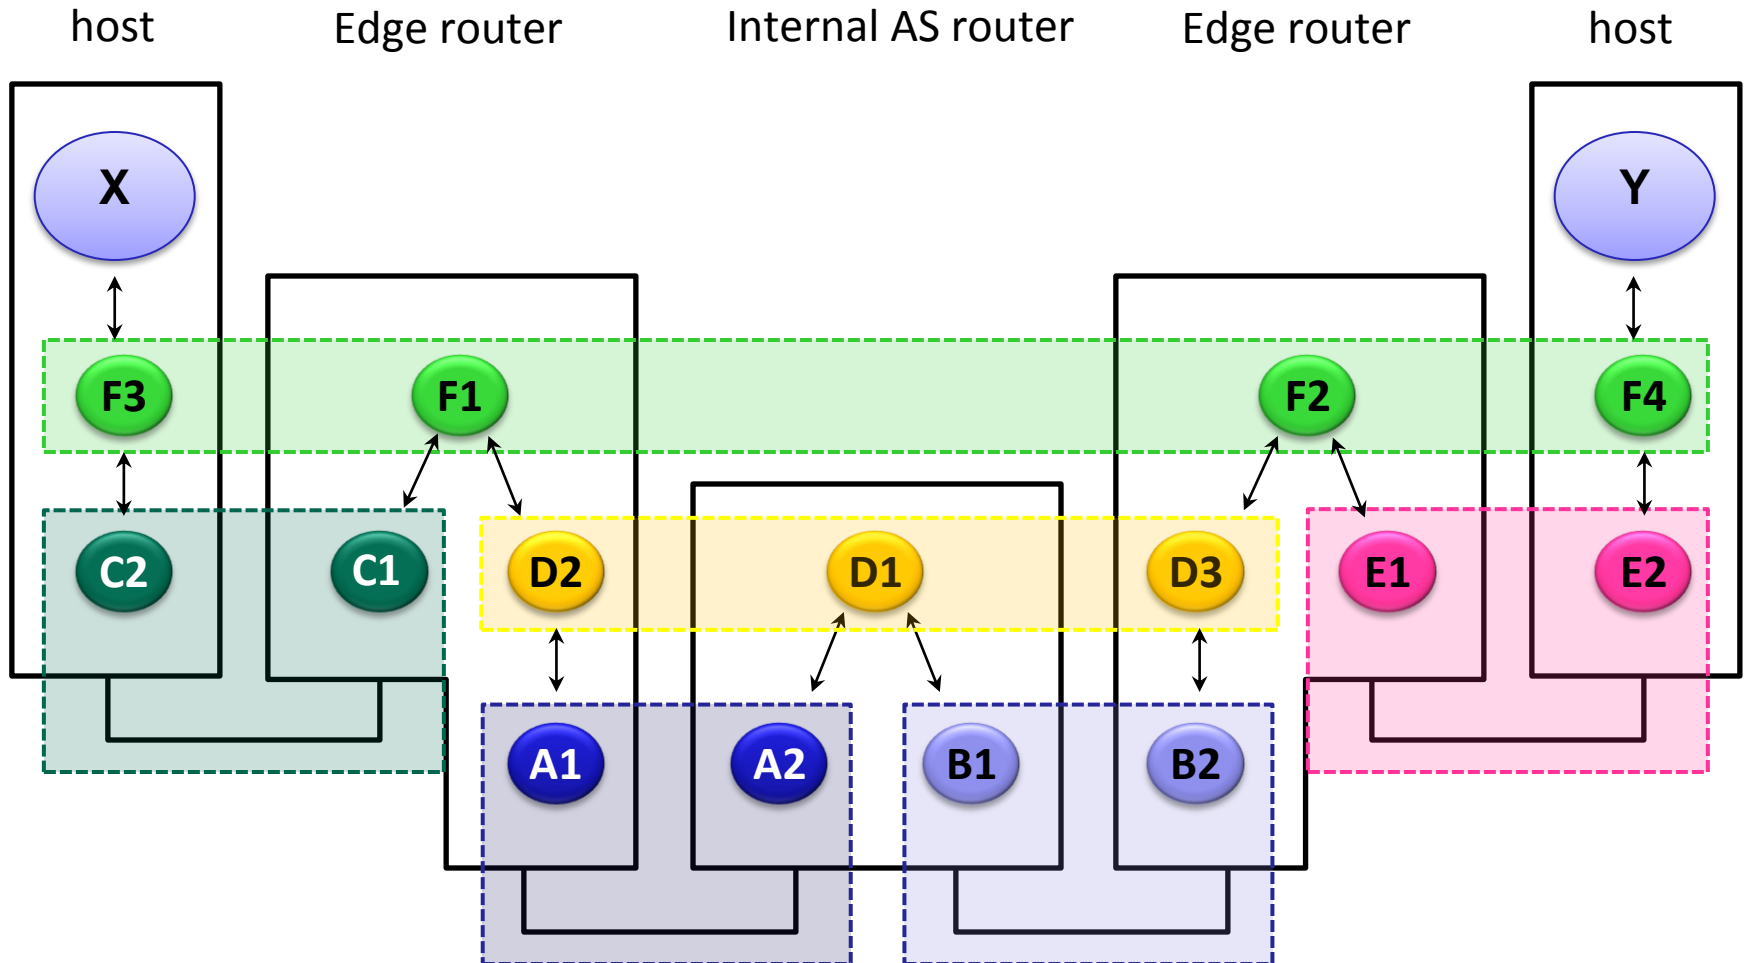 host Edge router Internal AS router Edge router host
X Y
F3 F1 F2 F4
C2 C1 D2 D1 D3 E1 E2
A1 A2 B1 B2